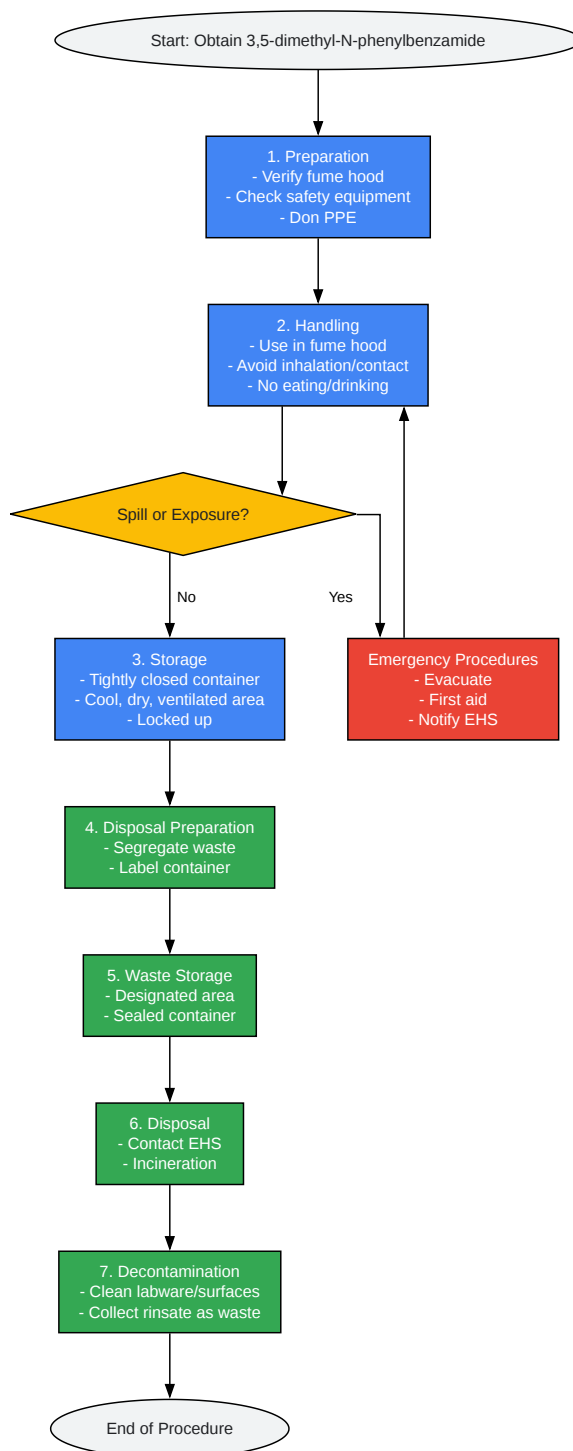 Start: Obtain 3,5-dimethyl-N-phenylbenzamide
1. Preparation
- Verify fume hood
- Check safety equipment
- Don PPE
2. Handling
- Use in fume hood
- Avoid inhalation/contact
- No eating/drinking
Spill or Exposure?
No
Yes
3. Storage
- Tightly closed container
- Cool, dry, ventilated area
- Locked up
Emergency Procedures
- Evacuate
- First aid
- Notify EHS
4. Disposal Preparation
- Segregate waste
- Label container
5. Waste Storage
- Designated area
- Sealed container
6. Disposal
- Contact EHS
- Incineration
7. Decontamination
- Clean labware/surfaces
- Collect rinsate as waste
End of Procedure